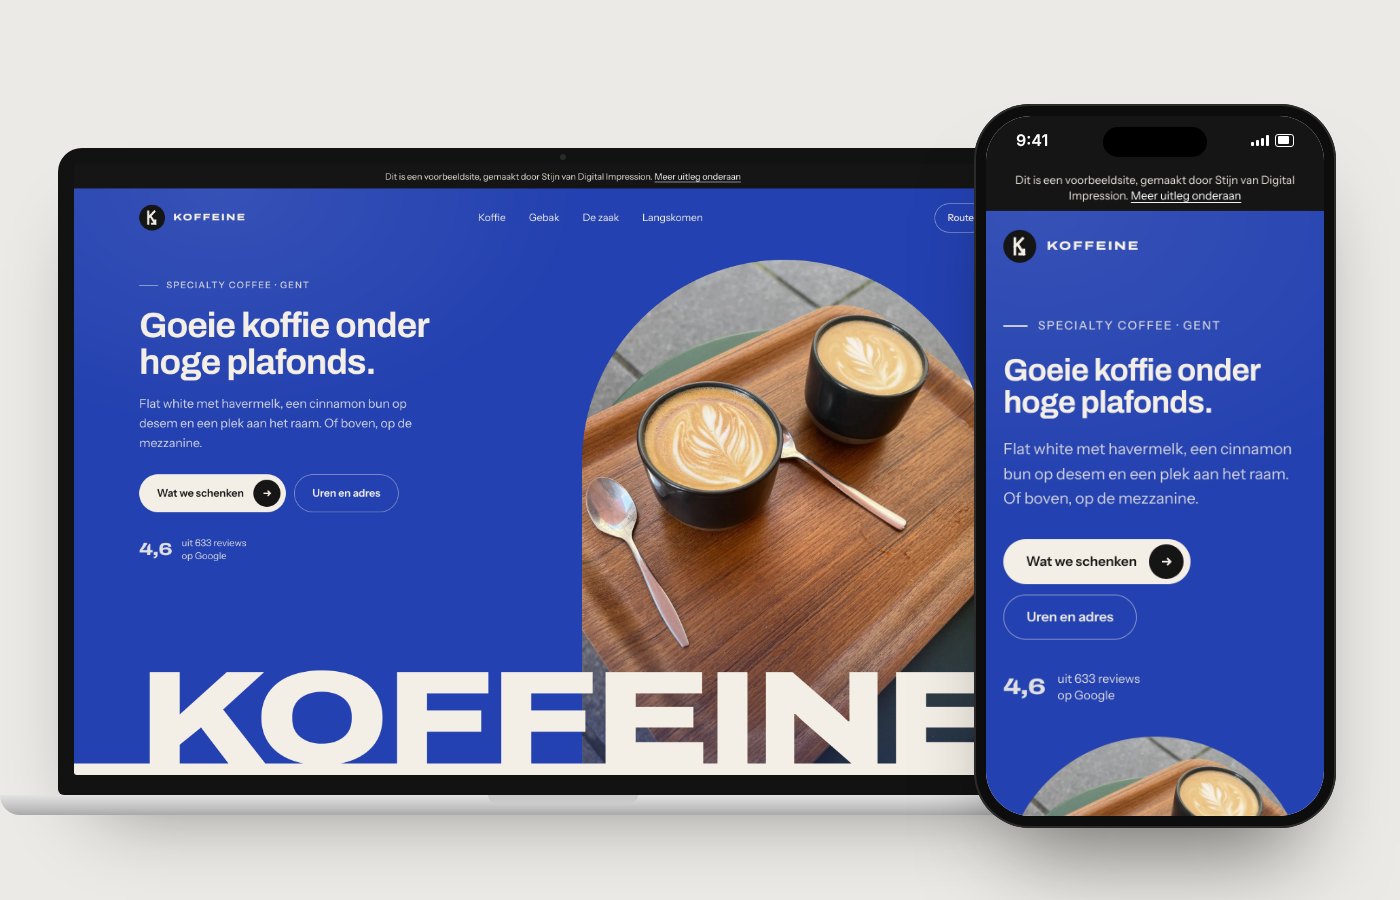 Dit is een voorbeeldsite, gemaakt door Stijn van Digital Impression. Meer uitleg onderaan
K KOFFEINE
Koffie Gebak De zaak Langskomen
Route
SPECIALTY COFFEE · GENT
Goeie koffie onder
hoge plafonds.
Flat white met havermelk, een cinnamon bun op
desem en een plek aan het raam. Of boven, op de
mezzanine.
Wat we schenken
Uren en adres
4,6
uit 633 reviews
op Google
KOFFEINE
9:41
Dit is een voorbeeldsite, gemaakt door Stijn van Digital
Impression. Meer uitleg onderaan
K KOFFEINE
SPECIALTY COFFEE · GENT
Goeie koffie onder
hoge plafonds.
Flat white met havermelk, een cinnamon
bun op desem en een plek aan het raam.
Of boven, op de mezzanine.
Wat we schenken
Uren en adres
4,6
uit 633 reviews
op Google